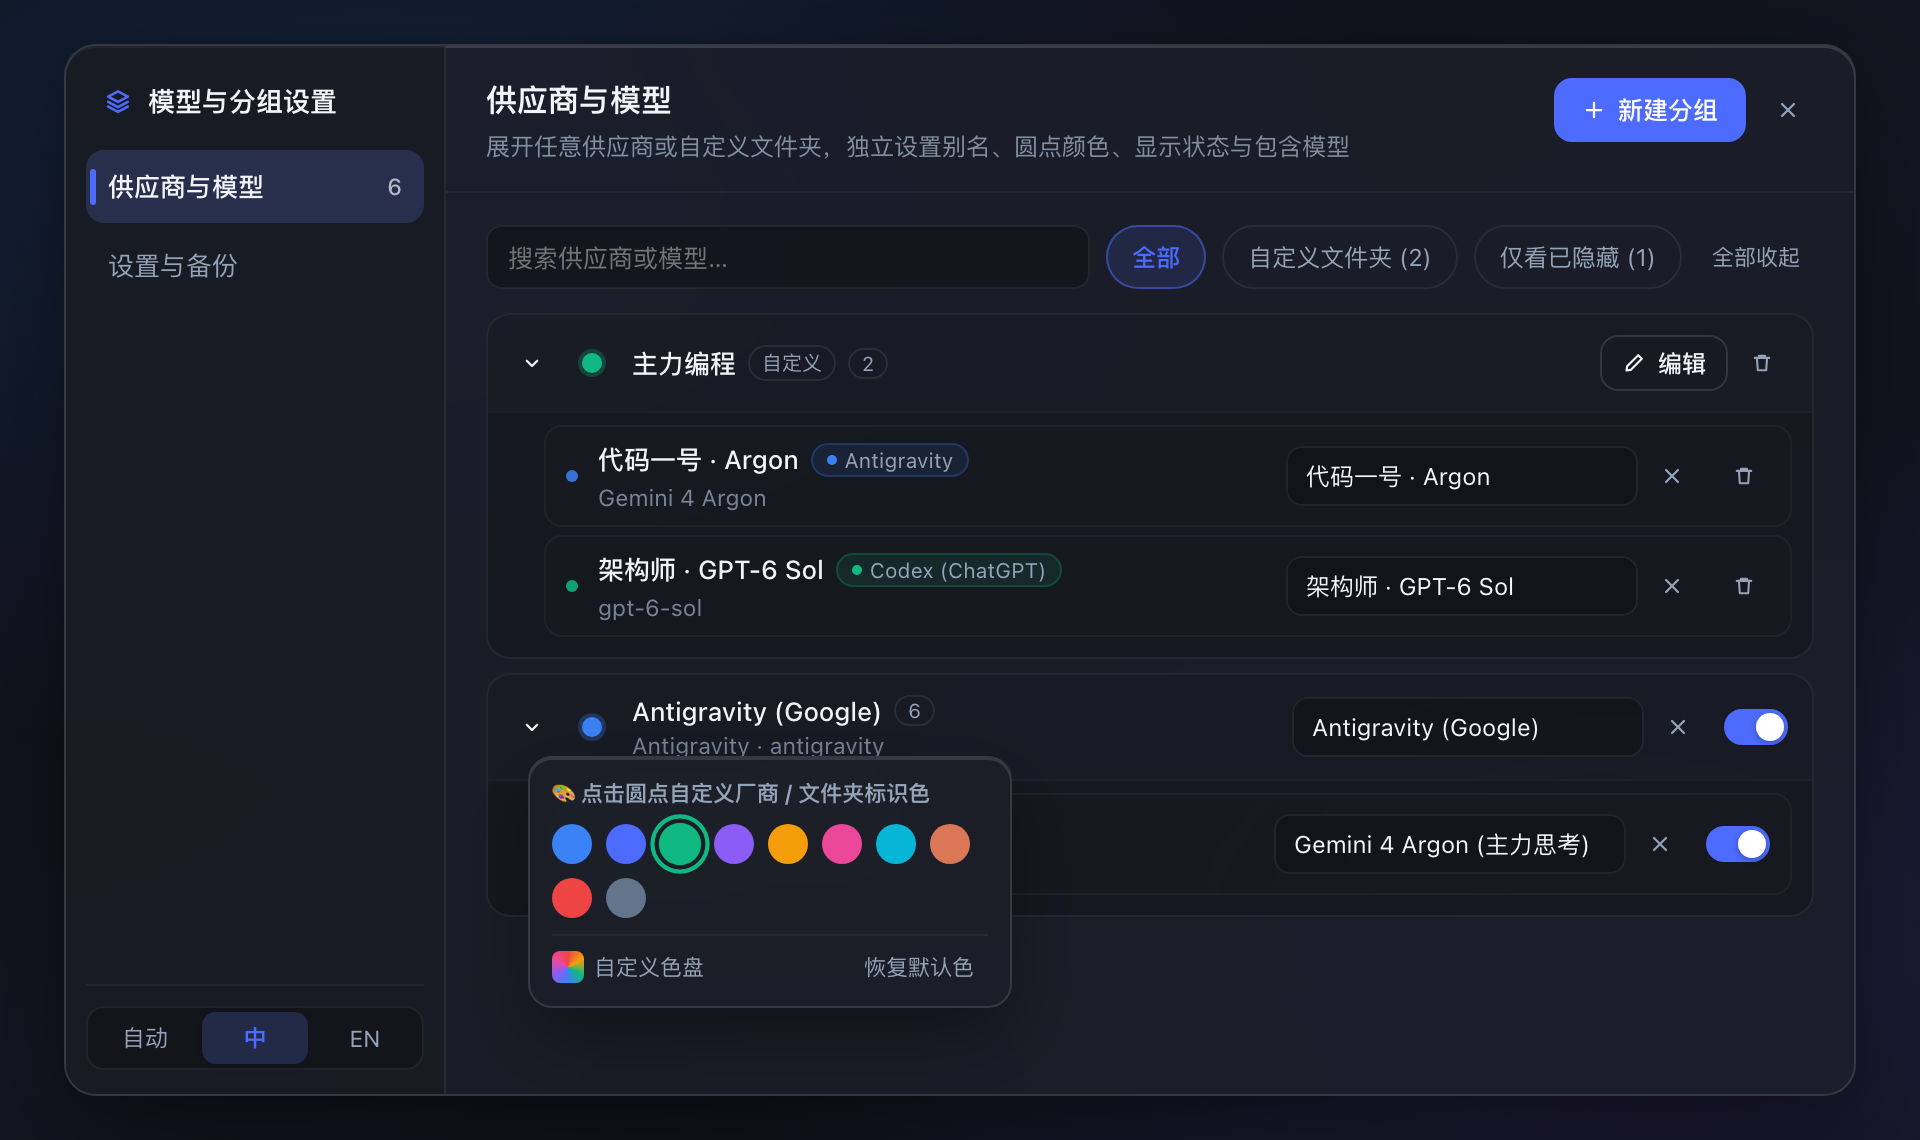 模型与分组设置
供应商与模型 6
设置与备份
自动 中 EN
供应商与模型
展开任意供应商或自定义文件夹，独立设置别名、圆点颜色、显示状态与包含模型
新建分组
搜索供应商或模型...
全部
自定义文件夹 (2)
仅看已隐藏 (1)
全部收起
主力编程 自定义 2
编辑
代码一号 · Argon Antigravity
Gemini 4 Argon
代码一号 · Argon
架构师 · GPT-6 Sol Codex (ChatGPT)
gpt-6-sol
架构师 · GPT-6 Sol
Antigravity (Google) 6
Antigravity · antigravity
Antigravity (Google)
🎨 点击圆点自定义厂商 / 文件夹标识色
Gemini 4 Argon (主力思考)
自定义色盘 恢复默认色